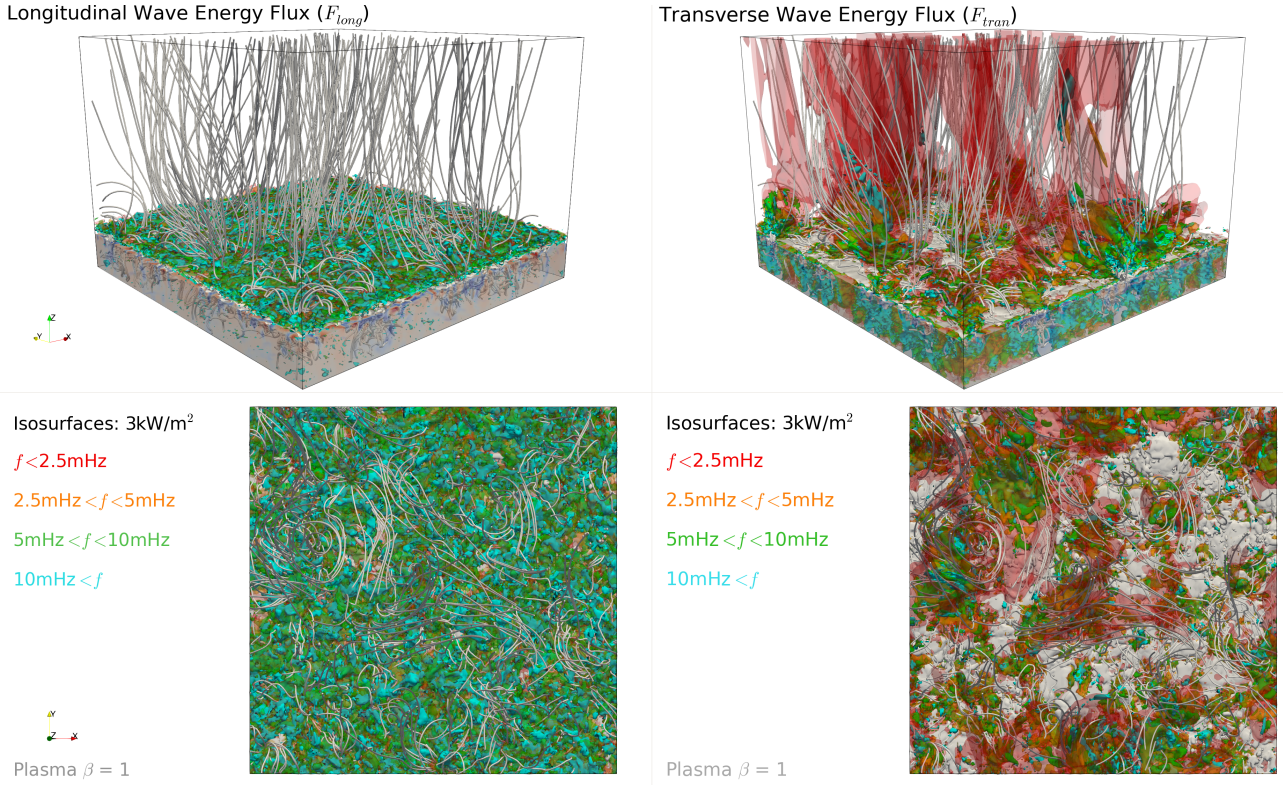 Longitudinal Wave Energy Flux (F_long)
Transverse Wave Energy Flux (F_tran)
Z
Y
X
Isosurfaces: 3kW/m²
f<2.5mHz
2.5mHz<f<5mHz
5mHz<f<10mHz
10mHz<f
Y
Z
X
Plasma β = 1
Isosurfaces: 3kW/m²
f<2.5mHz
2.5mHz<f<5mHz
5mHz<f<10mHz
10mHz<f
Plasma β = 1